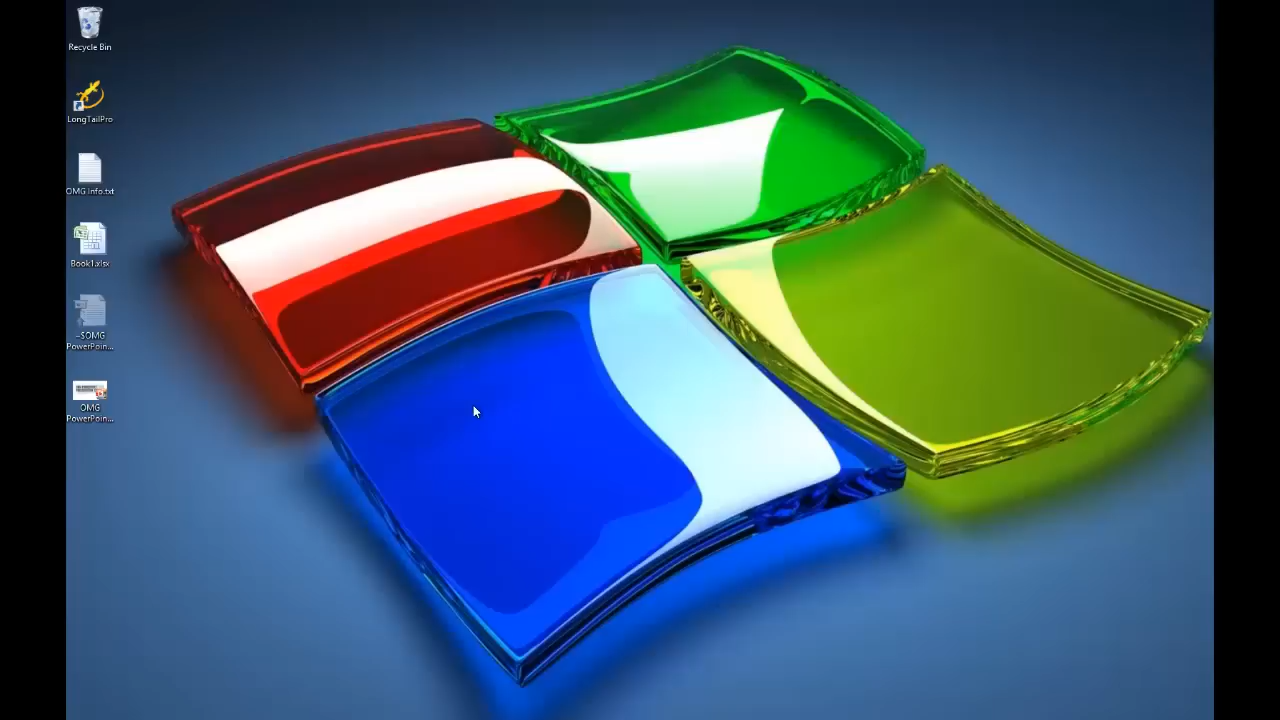 Recycle Bin
LongTailPro
OMG Info.txt
Book1.xlsx
~$OMG
PowerPoin...
OMG
PowerPoin...